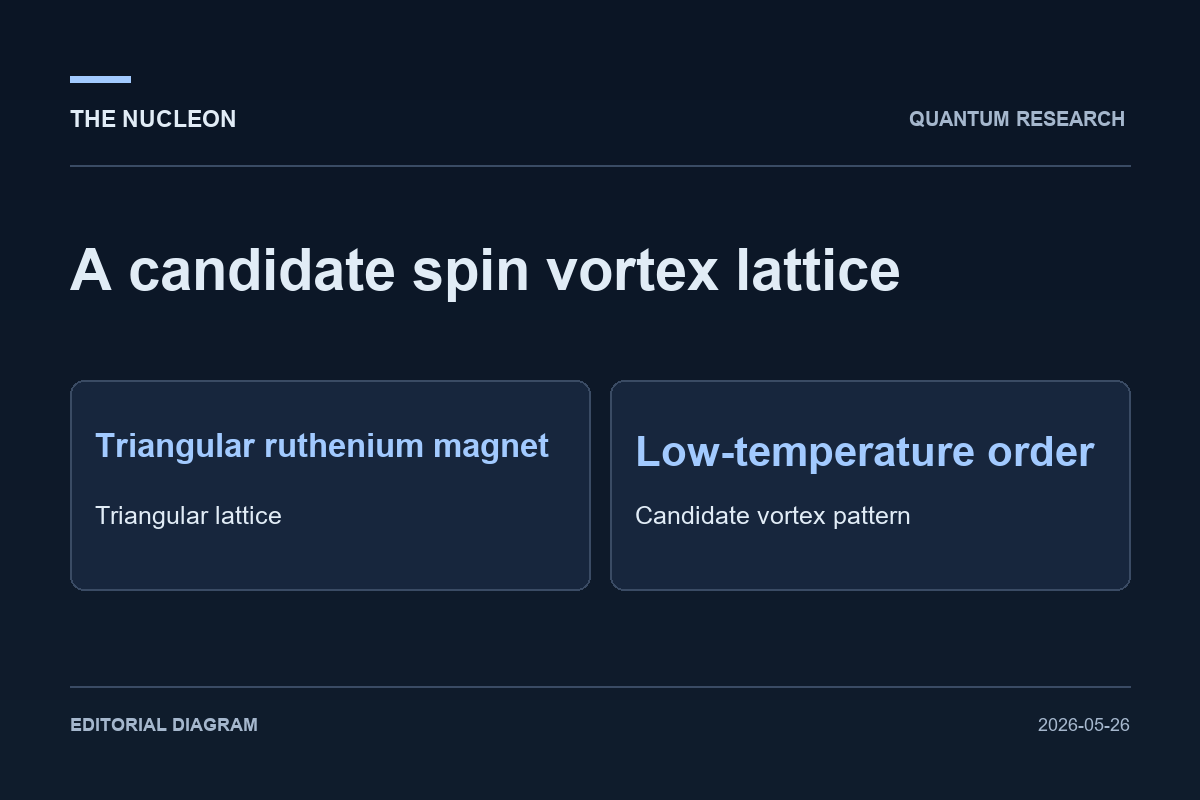 THE NUCLEON
QUANTUM RESEARCH
A candidate spin vortex lattice
Triangular ruthenium magnet
Triangular lattice
Low-temperature order
Candidate vortex pattern
EDITORIAL DIAGRAM
2026-05-26